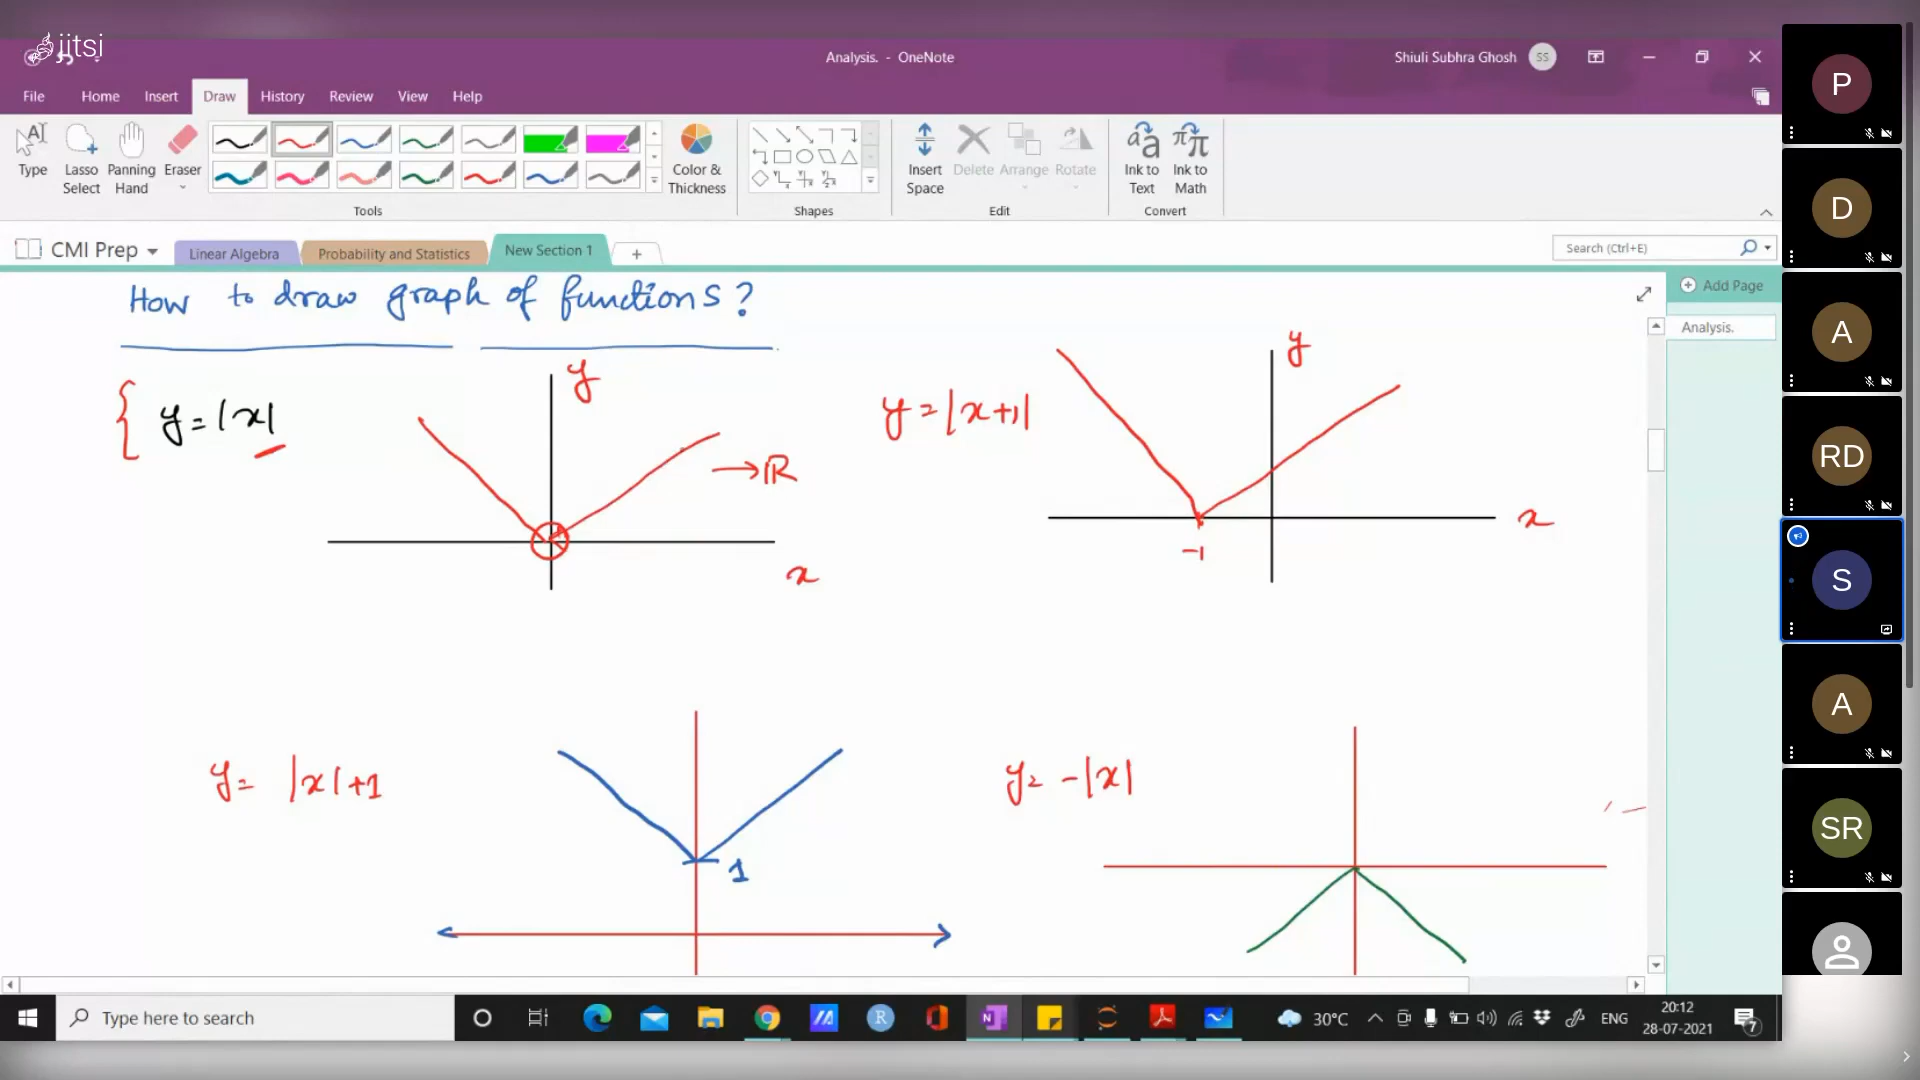 jitsi
Analysis. - OneNote
Shiuli Subhra Ghosh
SS
File Home Insert Draw History Review View Help
Type
Lasso Select
Panning Hand
Eraser
Color & Thickness
Insert Space
Delete
Arrange
Rotate
Ink to Text
Ink to Math
Tools
Shapes
Edit
Convert
CMI Prep
Linear Algebra
Probability and Statistics
New Section 1
Search (Ctrl+E)
Add Page
Analysis.
How to draw graph of functions?
y = |x|
y
→ℝ
x
y = |x+1|
y
x
-1
y = |x|+1
1
y = -|x|
P
D
A
RD
S
A
SR
Type here to search
30°C
ENG
20:12
28-07-2021
7